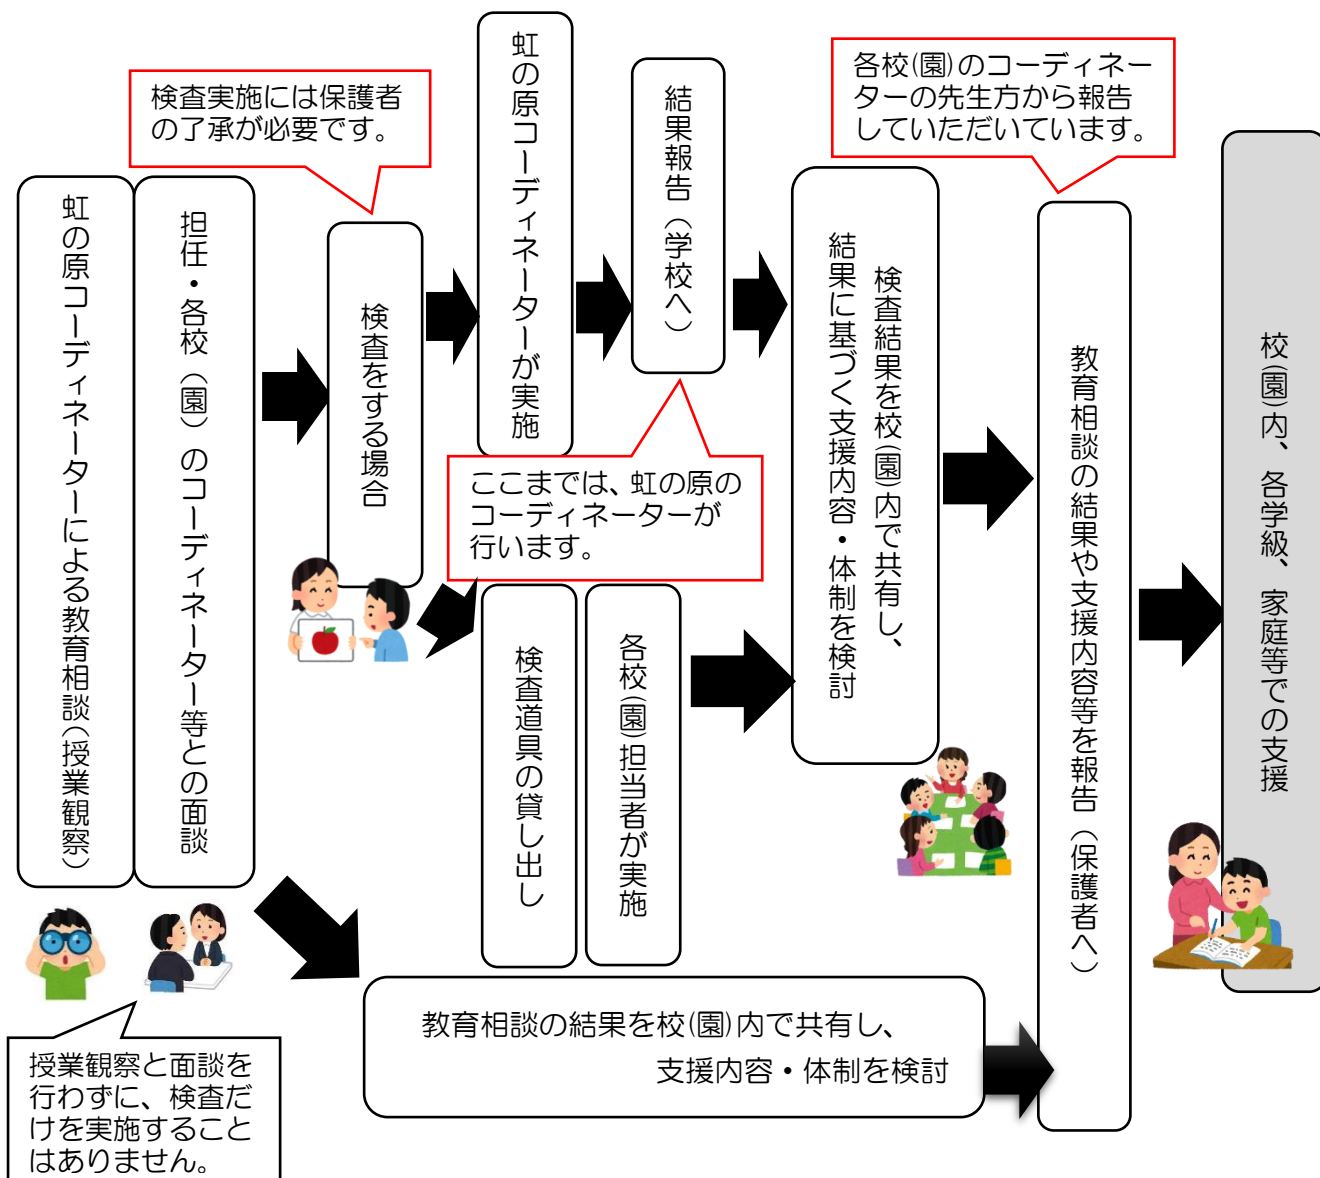 検査実施には保護者
の了承が必要です。
各校(園)のコーディネー
ターの先生方から報告
していただいています。
虹の原コーディネーターによる教育相談(授業観察)
担任・各校(園)のコーディネーター等との面談
検査をする場合
虹の原コーディネーターが実施
結果報告(学校へ)
ここまでは、虹の原の
コーディネーターが
行います。
検査道具の貸し出し
各校(園)担当者が実施
検査結果を校(園)内で共有し、
結果に基づく支援内容・体制を検討
教育相談の結果や支援内容等を報告(保護者へ)
校(園)内、各学級、家庭等での支援
教育相談の結果を校(園)内で共有し、
支援内容・体制を検討
授業観察と面談を
行わずに、検査だ
けを実施すること
はありません。